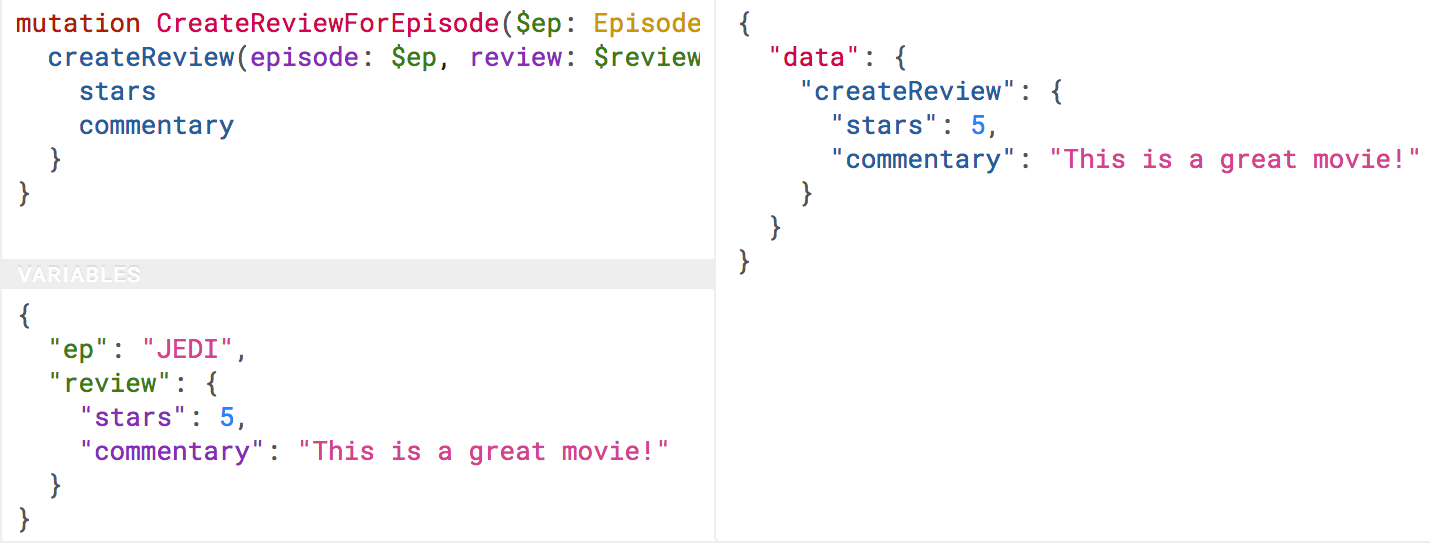 mutation CreateReviewForEpisode($ep: Episode
  createReview(episode: $ep, review: $review
    stars
    commentary
  }
}
VARIABLES
{
  "ep": "JEDI",
  "review": {
    "stars": 5,
    "commentary": "This is a great movie!"
  }
}
{
  "data": {
    "createReview": {
      "stars": 5,
      "commentary": "This is a great movie!"
    }
  }
}